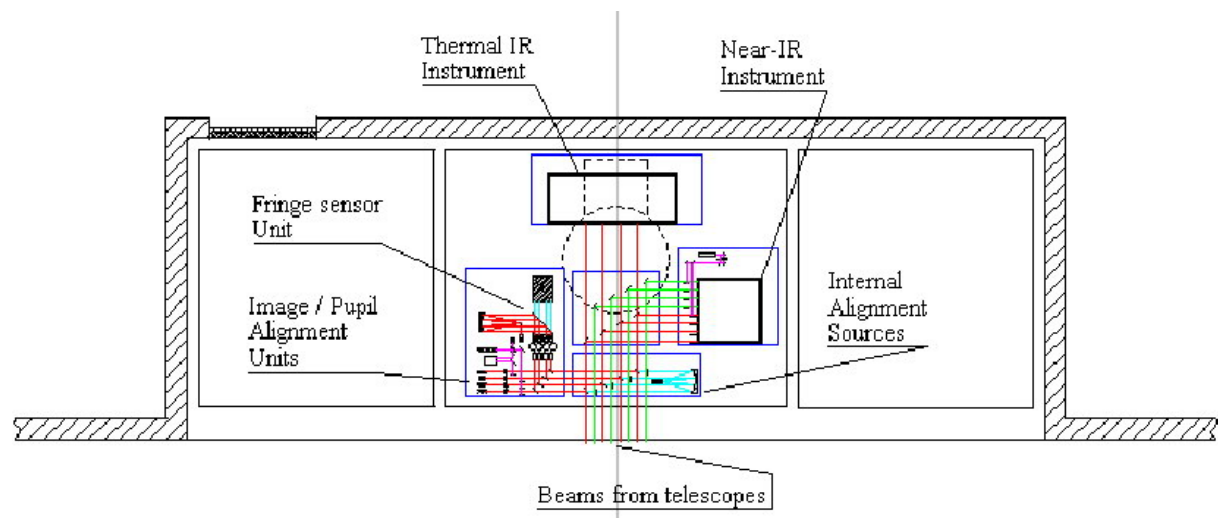 Thermal IR
Instrument
Near-IR
Instrument
Fringe sensor
Unit
Image / Pupil
Alignment
Units
Internal
Alignment
Sources
Beams from telescopes